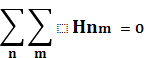 ∑n ∑m Hnm = 0